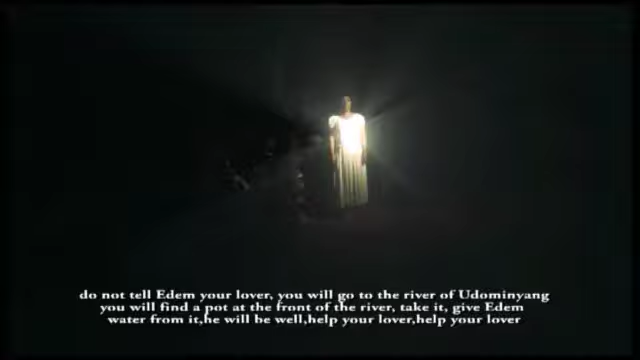 do not tell Edem your lover, you will go to the river of Udominyang
you will find a pot at the front of the river, take it, give Edem
water from it,he will be well,help your lover,help your lover